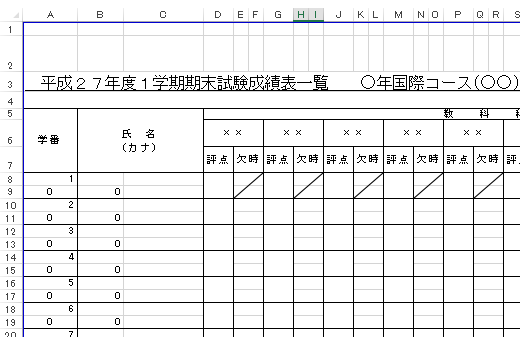 A B C D E F G H I J K L M N O P Q R S
1
2
3 平成２７年度１学期期末試験成績表一覧 〇年国際コース(〇〇)
4
5 教 科 科
6 学番 氏 名 (カナ) ×× ×× ×× ×× ××
7 評点 欠時 評点 欠時 評点 欠時 評点 欠時 評点 欠時 評点
8 1
9 0 0
10 2
11 0 0
12 3
13 0 0
14 4
15 0 0
16 5
17 0 0
18 6
19 0 0
20 7